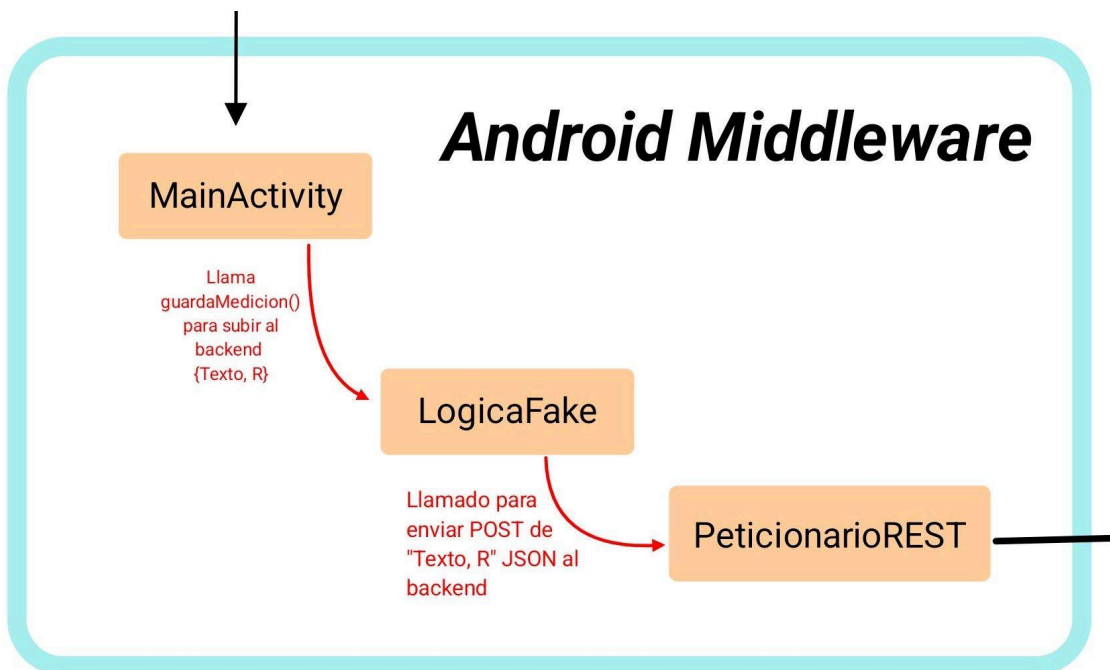 Android Middleware
MainActivity
Llama
guardaMedicion()
para subir al
backend
{Texto, R}
LogicaFake
Llamado para
enviar POST de
"Texto, R" JSON al
backend
PeticionarioREST